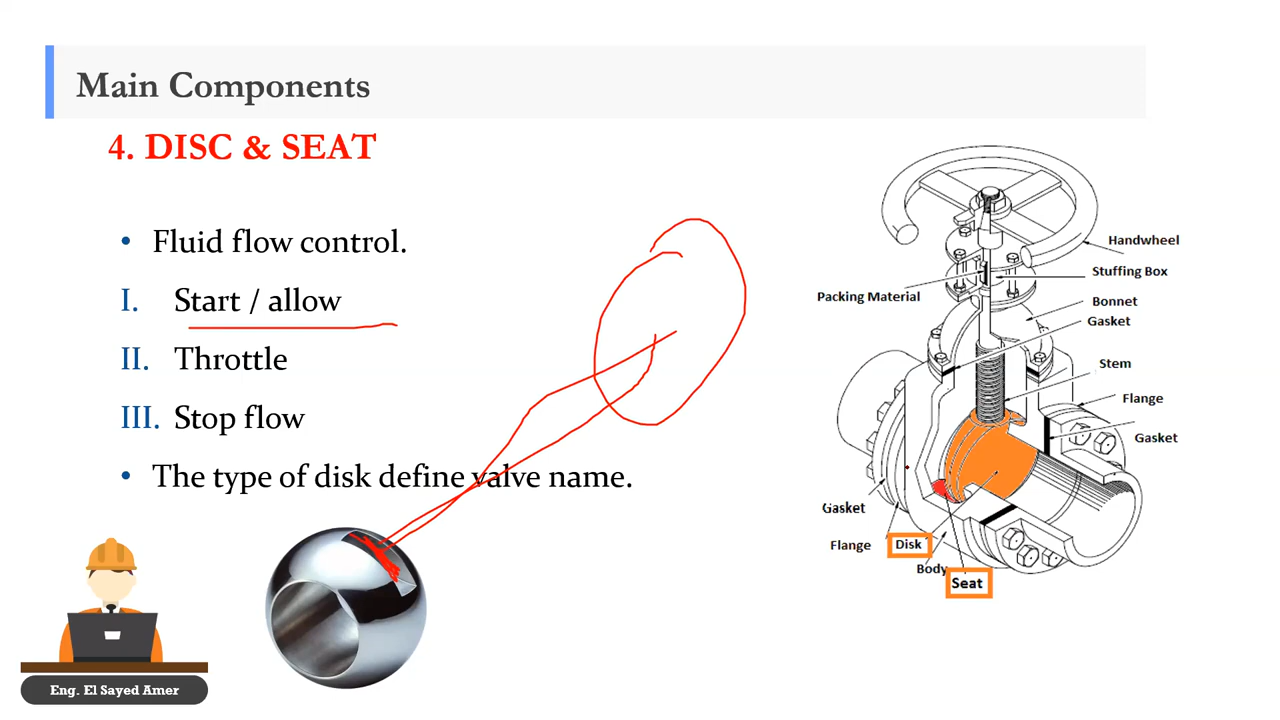 Main Components
4. DISC & SEAT
• Fluid flow control.
I. Start / allow
II. Throttle
III. Stop flow
• The type of disk define valve name.
Eng. El Sayed Amer
Handwheel
Stuffing Box
Packing Material
Bonnet
Gasket
Stem
Flange
Gasket
Gasket
Flange
Disk
Body
Seat